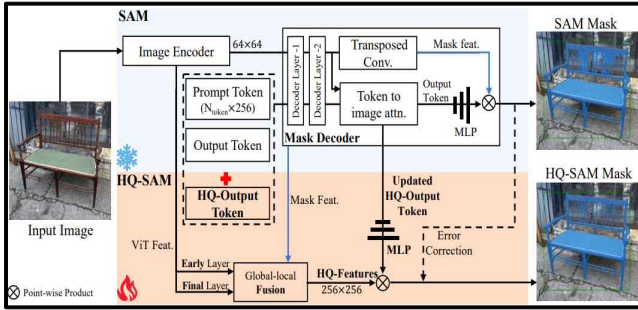 SAM
SAM Mask
Image Encoder
64×64
Decoder Layer -1
Decoder Layer -2
Transposed
Conv.
Mask feat.
Prompt Token
(Ntoken×256)
Token to
image attn.
Output
Token
MLP
Output Token
Mask Decoder
HQ-SAM
HQ-Output
Token
Mask Feat.
Updated
HQ-Output
Token
HQ-SAM Mask
Input Image
ViT Feat.
MLP
Error
Correction
Early Layer
Final Layer
Global-local
Fusion
HQ-Features
256×256
Point-wise Product